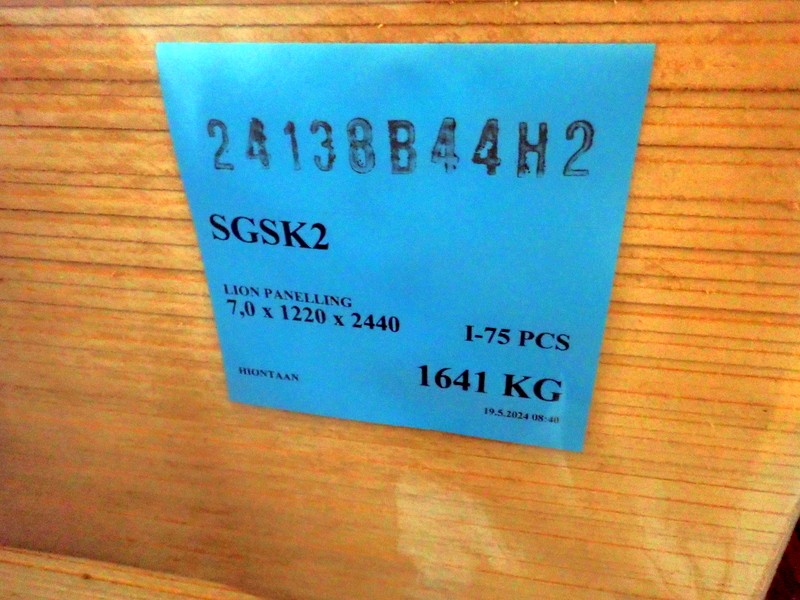 24138B44H2
SGSK2
LION PANELLING
7,0 x 1220 x 2440
I-75 PCS
HIONTAAN
1641 KG
19.5.2024 08:40